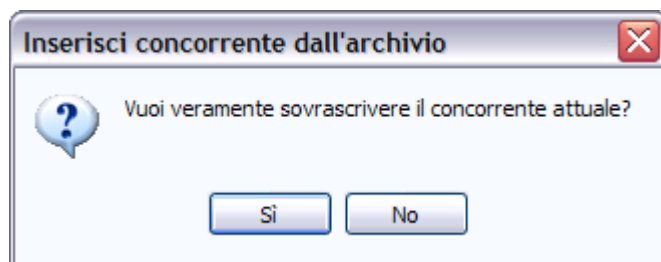 Inserisci concorrente dall'archivio
Vuoi veramente sovrascrivere il concorrente attuale?
Sì
No